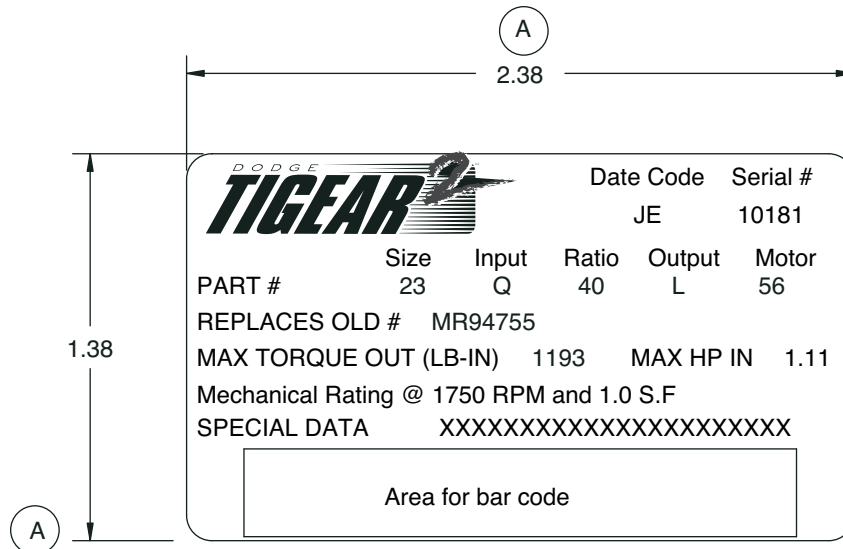 A
2.38
DODGE
TIGEAR 2
Date Code Serial #
JE 10181
Size Input Ratio Output Motor
PART # 23 Q 40 L 56
REPLACES OLD # MR94755
1.38
MAX TORQUE OUT (LB-IN) 1193 MAX HP IN 1.11
Mechanical Rating @ 1750 RPM and 1.0 S.F
SPECIAL DATA XXXXXXXXXXXXXXXXXXXXXX
Area for bar code
A